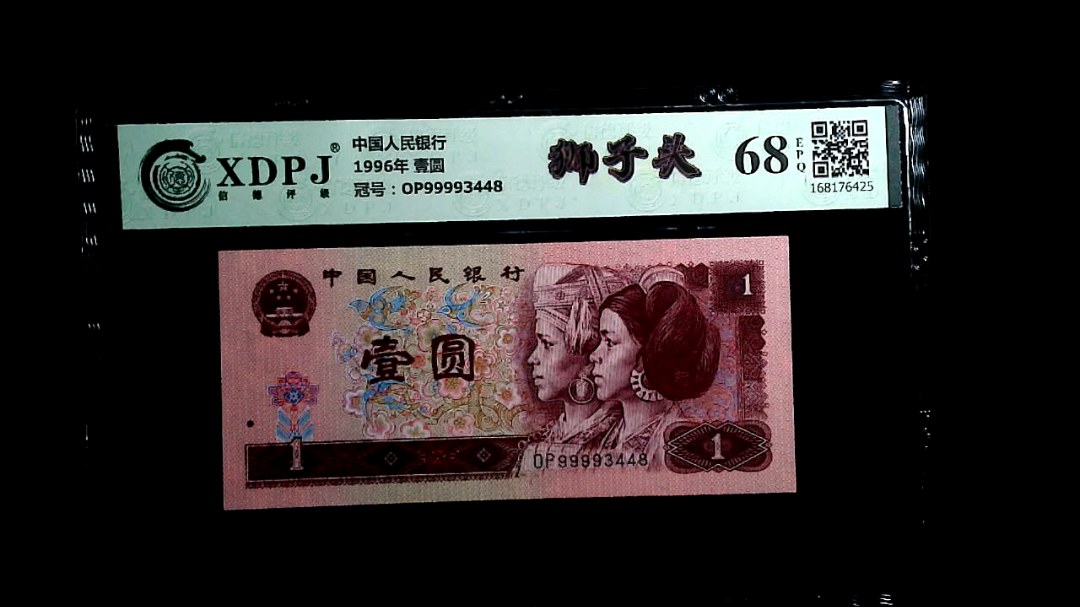 XDPJ®
信德评级
中国人民银行
1996年 壹圆
冠号：OP99993448
狮子头
68
EPQ
168176425
中国人民银行
1
壹圆
1
OP99993448
1